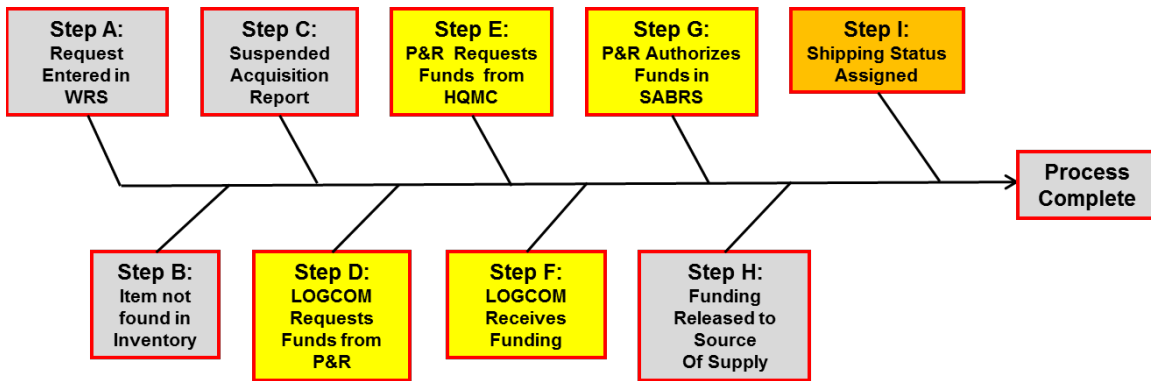 Step A:
Request
Entered in
WRS
Step C:
Suspended
Acquisition
Report
Step E:
P&R Requests
Funds from
HQMC
Step G:
P&R Authorizes
Funds in
SABRS
Step I:
Shipping Status
Assigned
Process
Complete
Step B:
Item not
found in
Inventory
Step D:
LOGCOM
Requests
Funds from
P&R
Step F:
LOGCOM
Receives
Funding
Step H:
Funding
Released to
Source
Of Supply